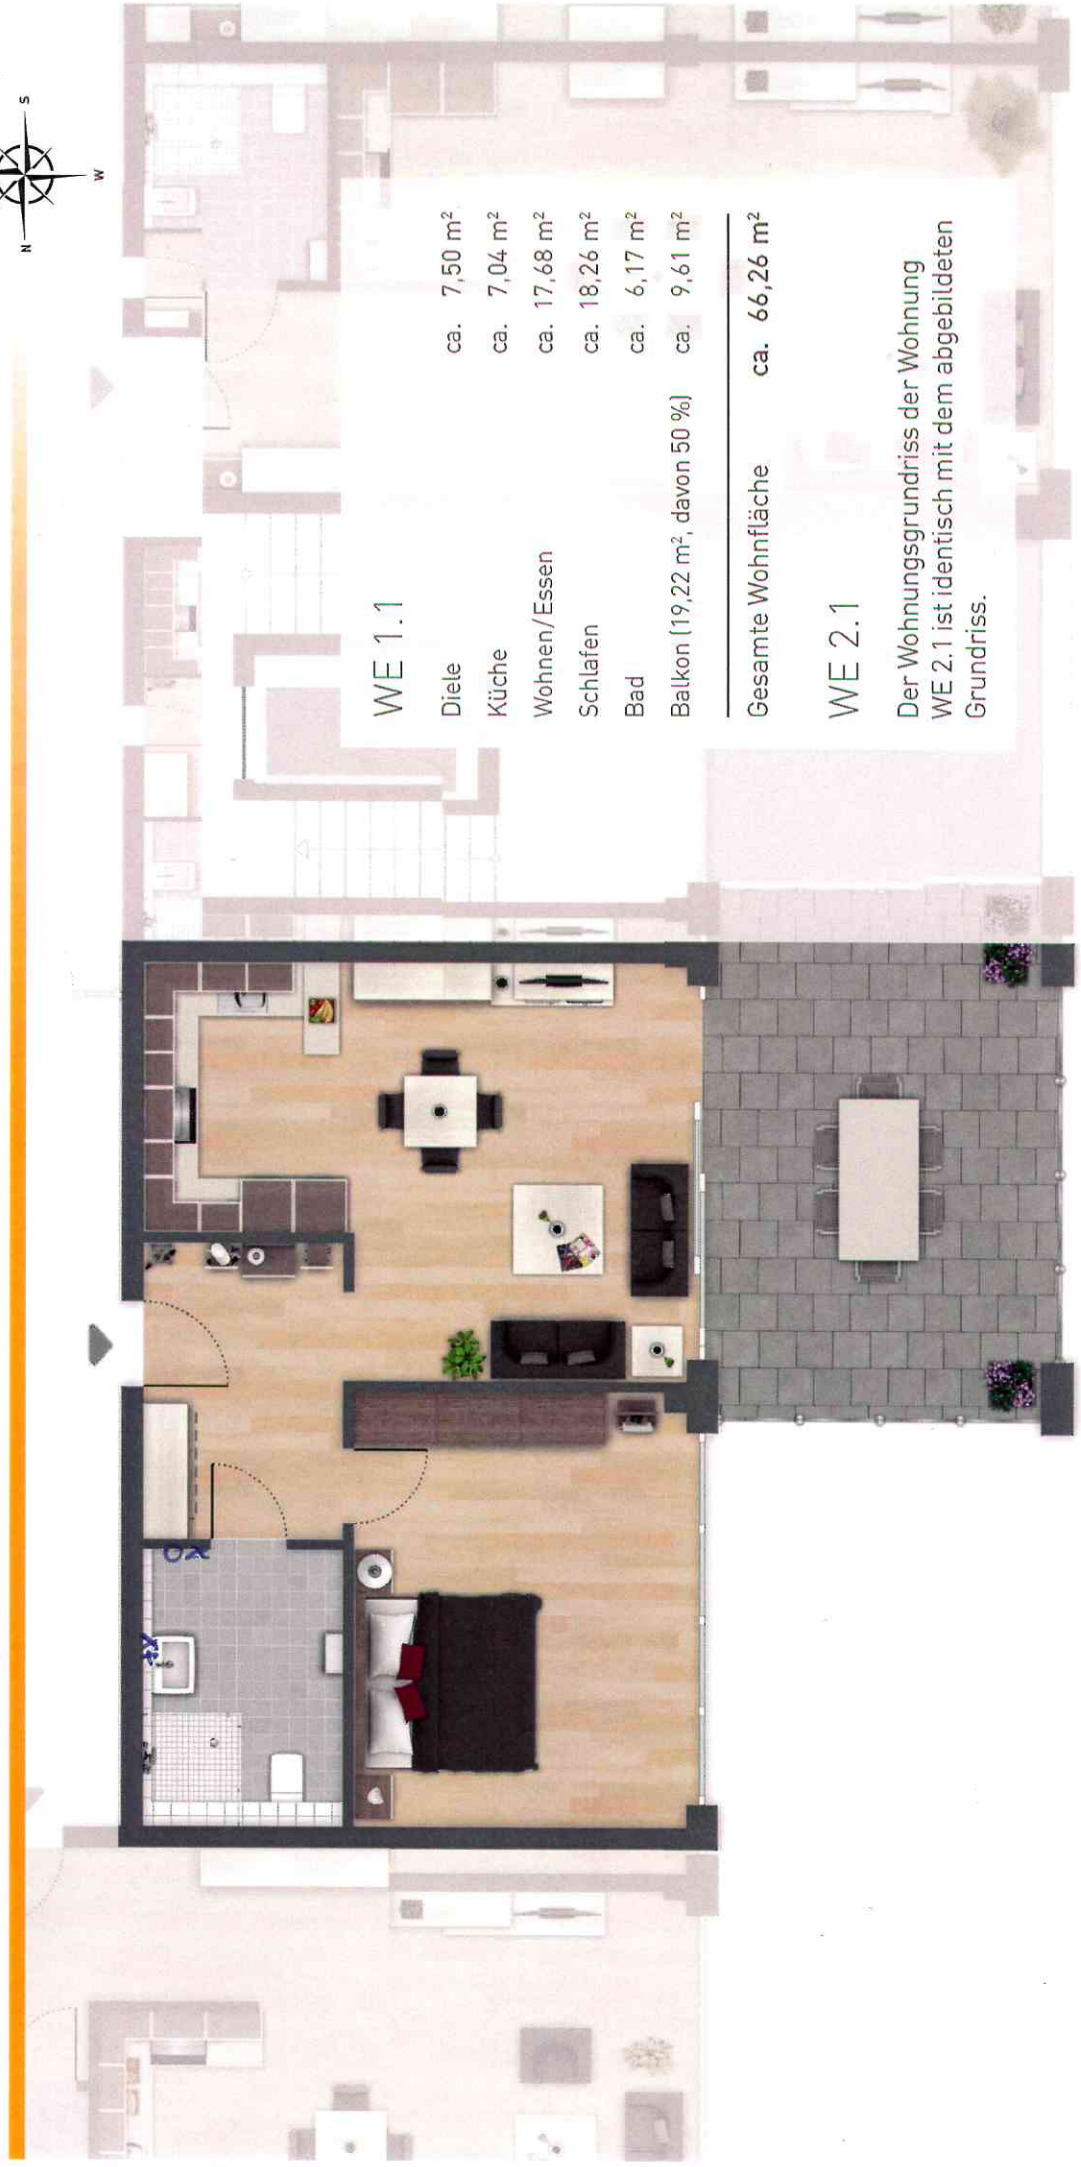 N
S
W
WE 1.1
Diele ca. 7,50 m²
Küche ca. 7,04 m²
Wohnen/Essen ca. 17,68 m²
Schlafen ca. 18,26 m²
Bad ca. 6,17 m²
Balkon (19,22 m², davon 50 %) ca. 9,61 m²
Gesamte Wohnfläche ca. 66,26 m²
WE 2.1
Der Wohnungsgrundriss der Wohnung
WE 2.1 ist identisch mit dem abgebildeten
Grundriss.